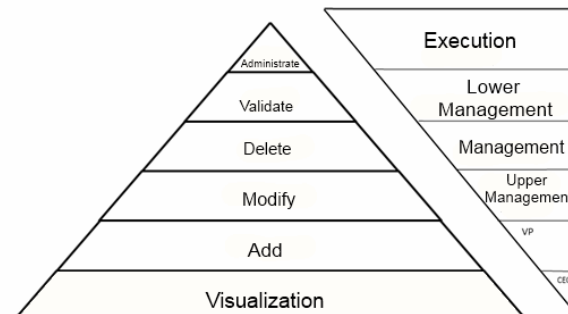 Administrate
Validate
Delete
Modify
Add
Visualization
Execution
Lower
Management
Management
Upper
Managemen
VP